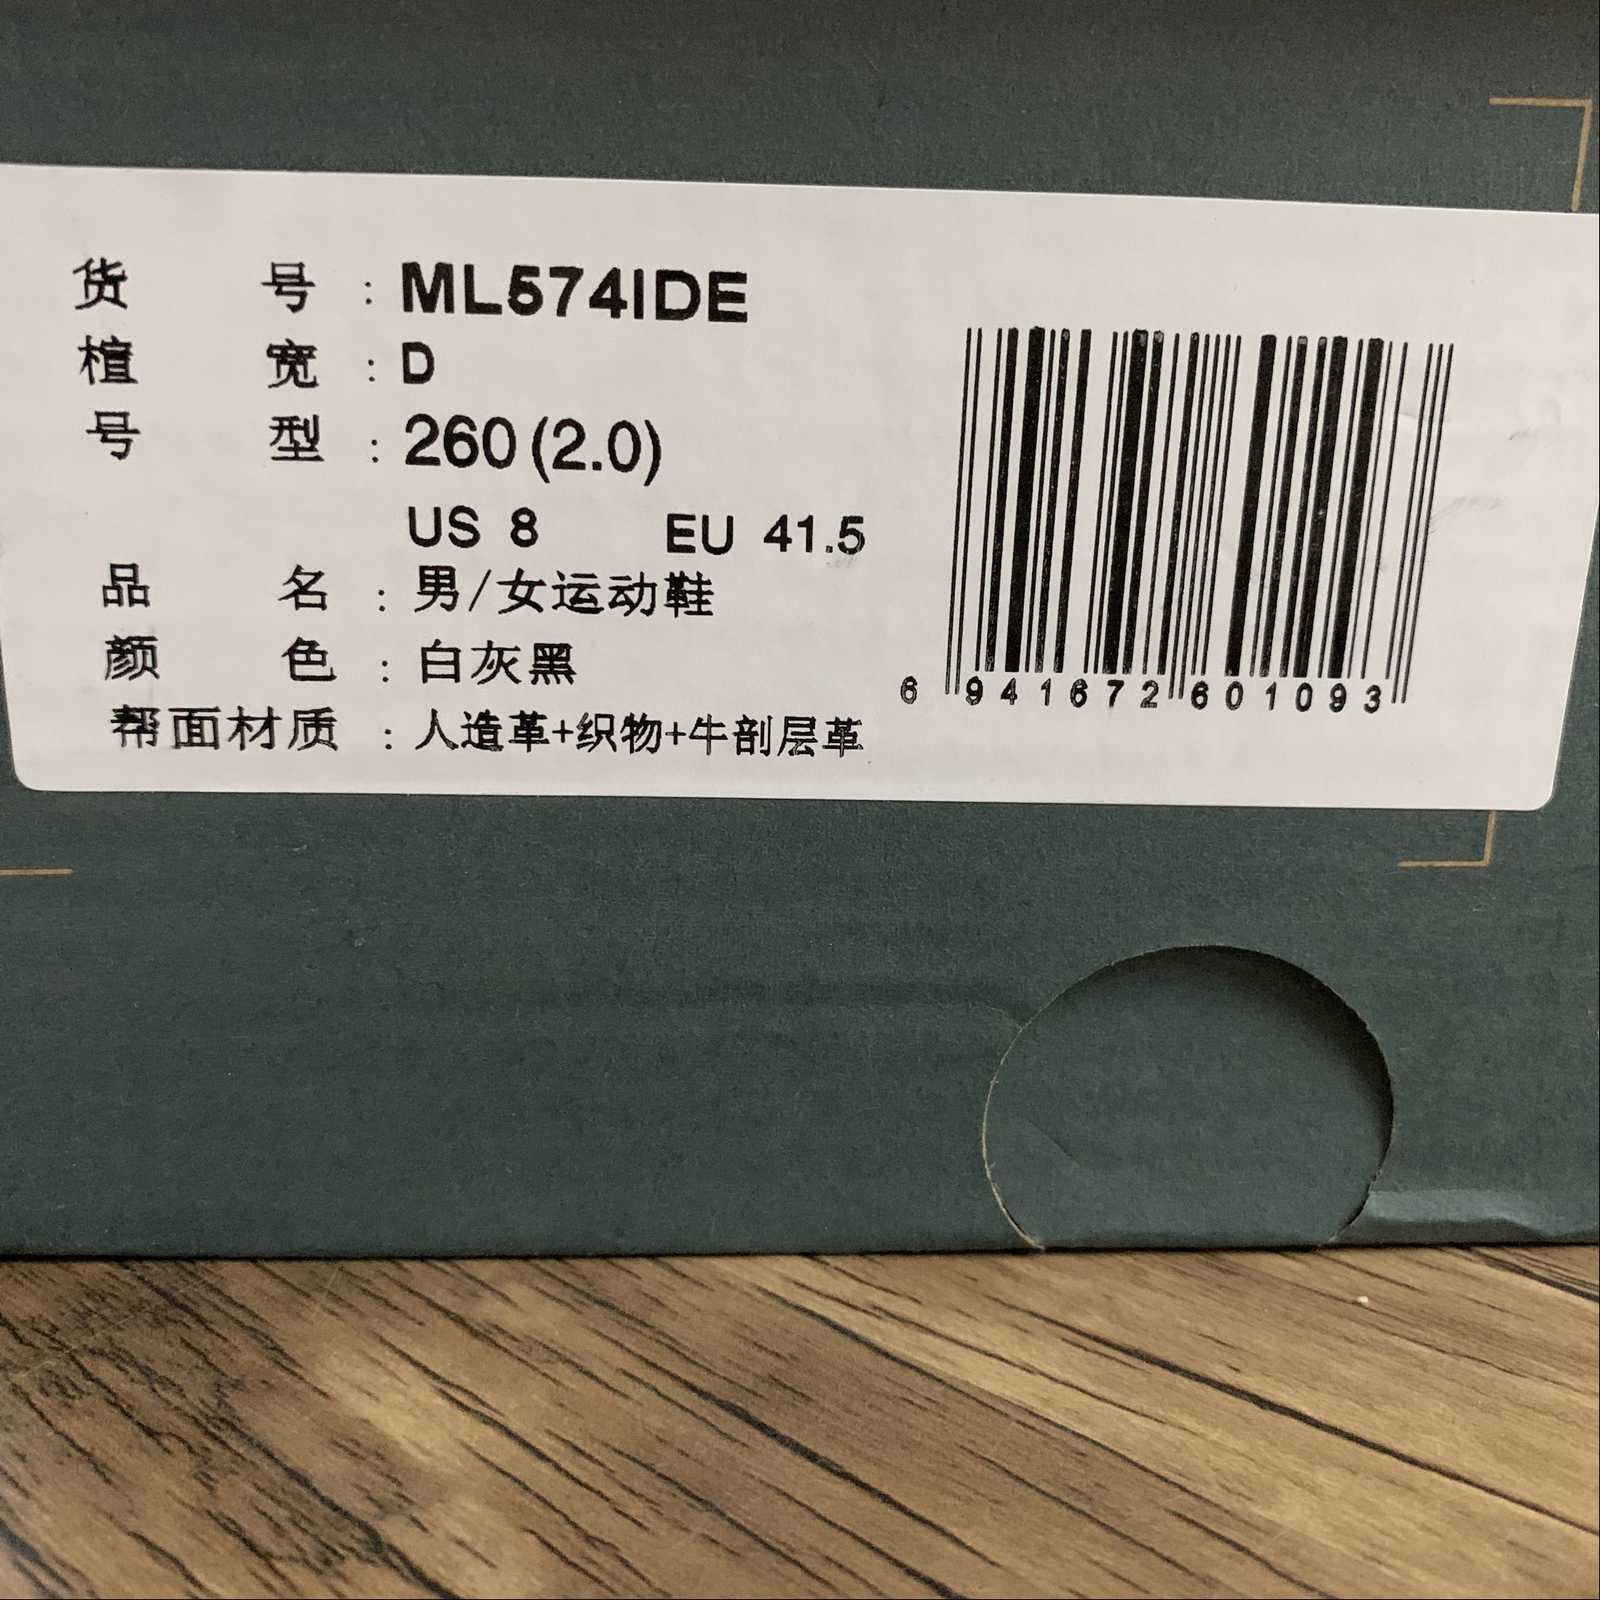 货 号 : ML574IDE
楦 宽 : D
号 型 : 260(2.0)
US 8 EU 41.5
品 名 : 男/女运动鞋
颜 色 : 白灰黑
帮面材质 : 人造革+织物+牛剖层革
6 941672 601093